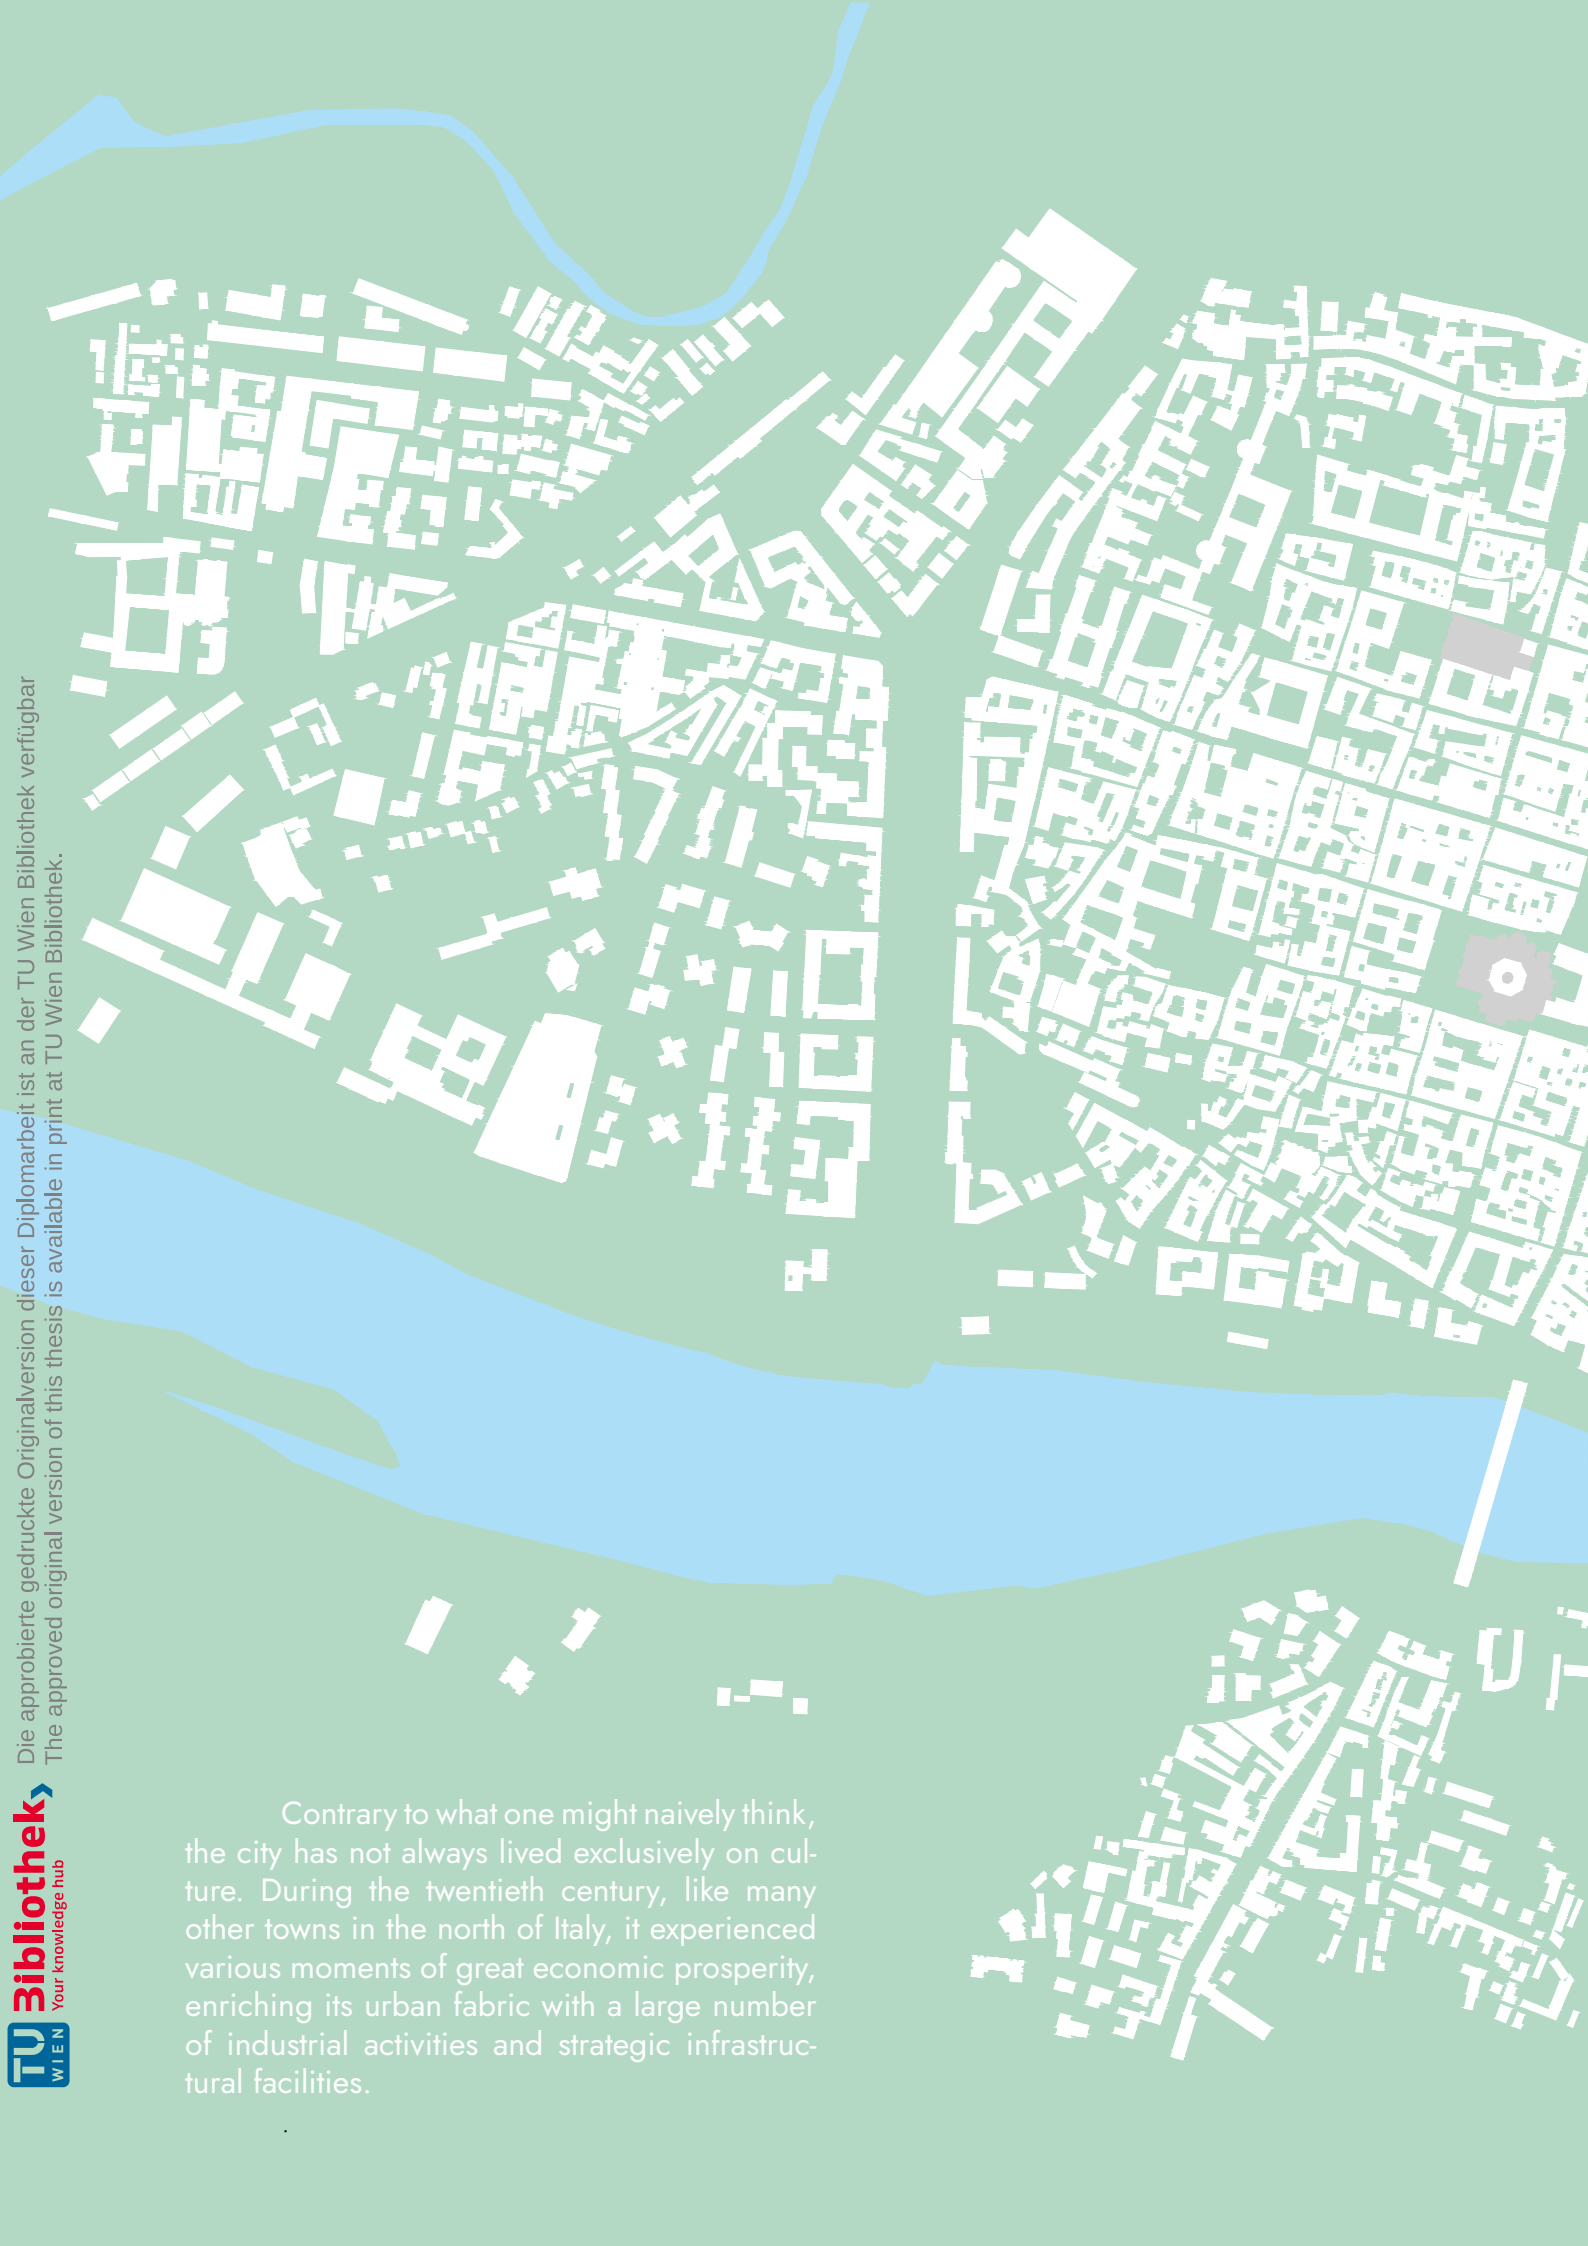 Die approbierte gedruckte Originalversion dieser Diplomarbeit ist an der TU Wien Bibliothek verfügbar
The approved original version of this thesis is available in print at TU Wien Bibliothek.
TU
WIEN
Bibliothek
Your knowledge hub
Contrary to what one might naively think,
the city has not always lived exclusively on cul-
ture. During the twentieth century, like many
other towns in the north of Italy, it experienced
various moments of great economic prosperity,
enriching its urban fabric with a large number
of industrial activities and strategic infrastruc-
tural facilities.
.